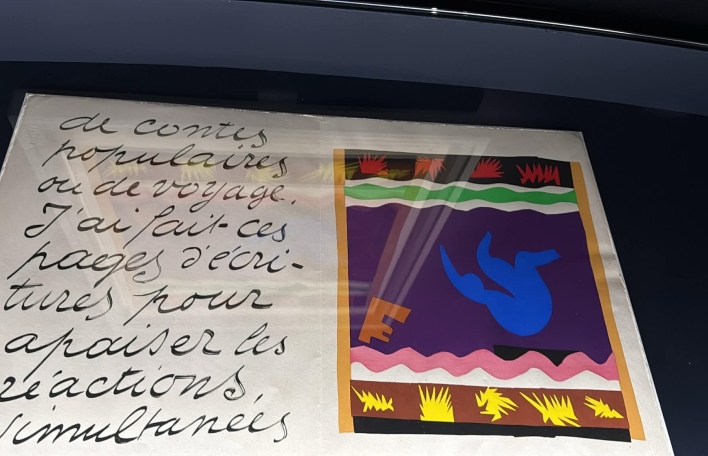 de contes
populaires
ou de voyage.
J'ai fait ces
pages d'écri-
tures pour
apaiser les
réactions
simultanées